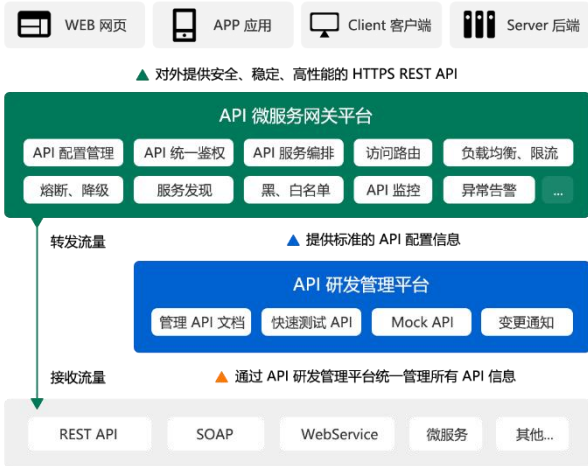 WEB 网页 APP 应用 Client 客户端 Server 后端
对外提供安全、稳定、高性能的 HTTPS REST API
API 微服务网关平台
API 配置管理 API 统一鉴权 API 服务编排 访问路由 负载均衡、限流
熔断、降级 服务发现 黑、白名单 API 监控 异常告警 ...
转发流量 提供标准的 API 配置信息
API 研发管理平台
管理 API 文档 快速测试 API Mock API 变更通知
接收流量 通过 API 研发管理平台统一管理所有 API 信息
REST API SOAP WebService 微服务 其他...